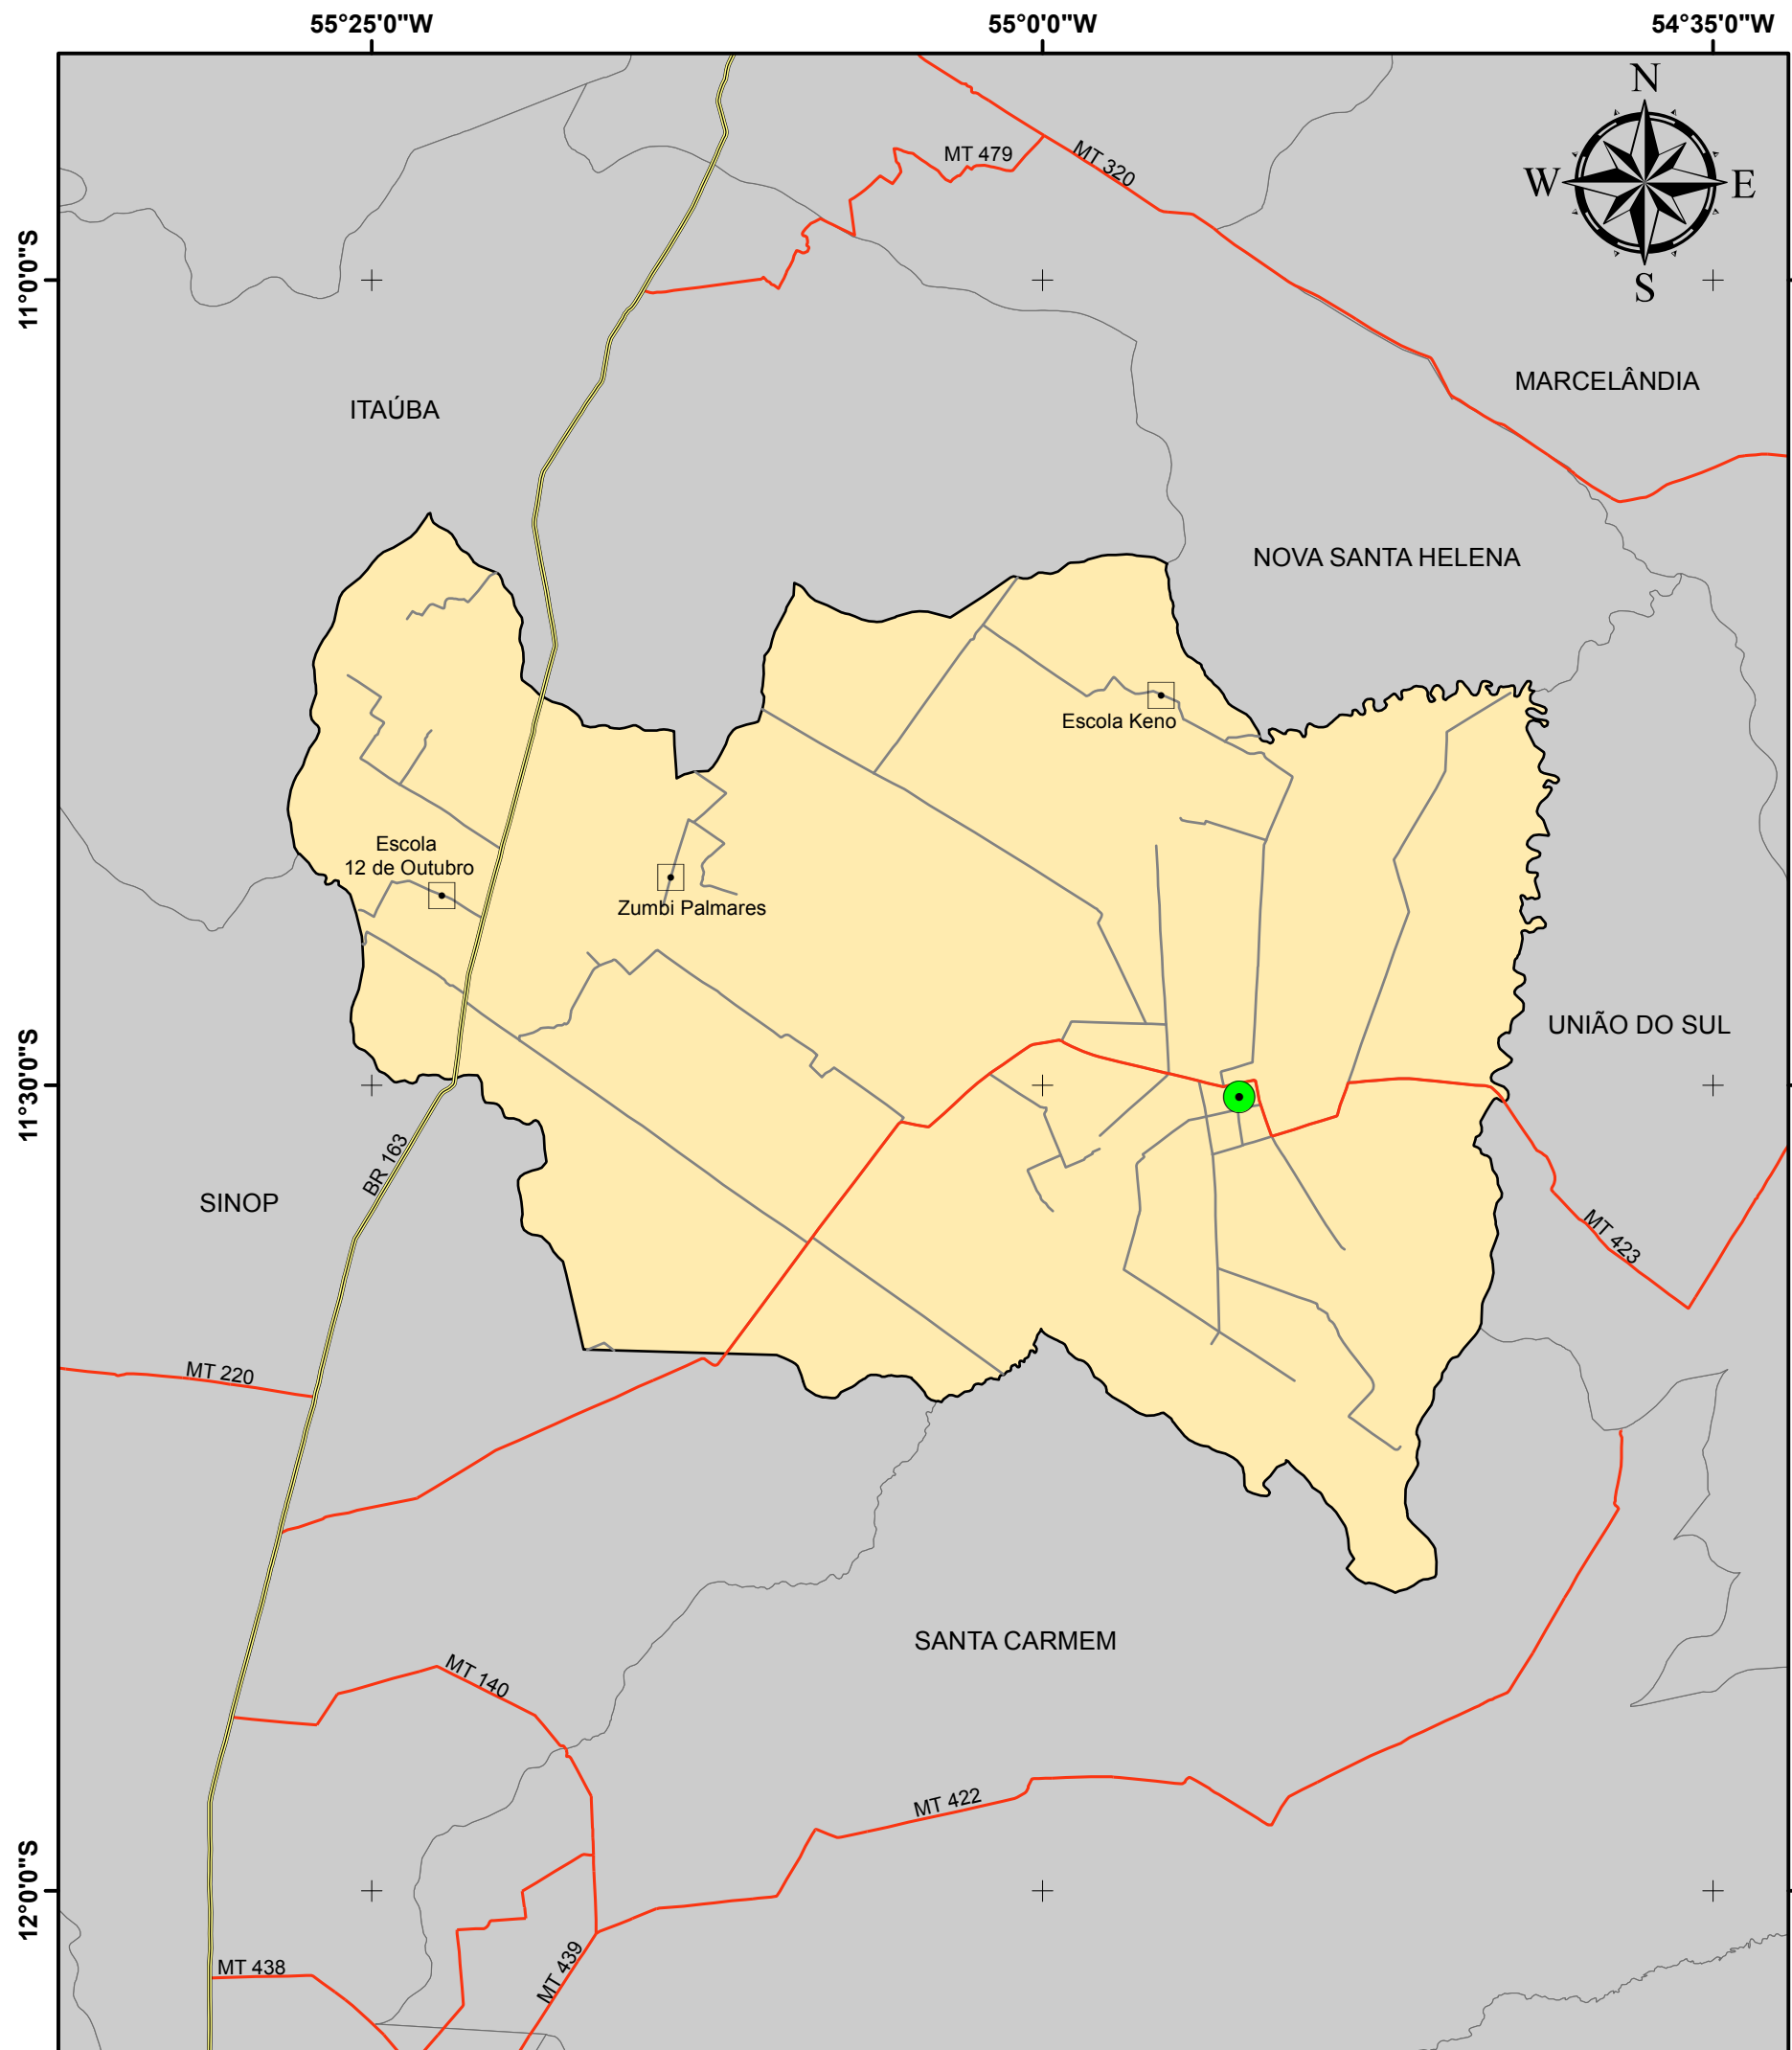 55°25'0"W
55°0'0"W
54°35'0"W
N
MT 479
MT 320
W
E
11°0'0"S
S
MARCELÂNDIA
ITAÚBA
NOVA SANTA HELENA
Escola Keno
Escola
12 de Outubro
Zumbi Palmares
UNIÃO DO SUL
11°30'0"S
BR 163
SINOP
MT 423
MT 220
SANTA CARMEM
MT 140
MT 422
12°0'0"S
MT 439
MT 438